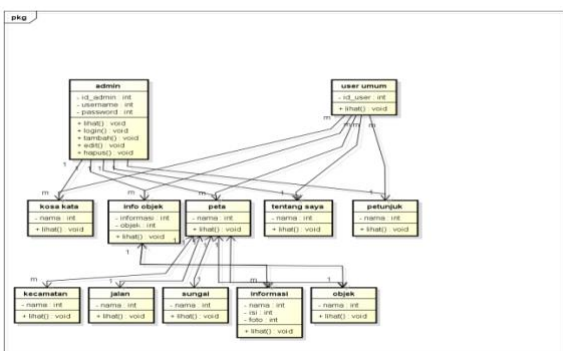 pkg
admin
- id_admin : int
- username : int
- password : int
+ lihat() : void
+ login() : void
+ tambah() : void
+ edit() : void
+ hapus() : void
user umum
- id_user : int
+ lihat() : void
1 1 1 1 1
m m m m m
m m m 1 1
kosa kata
- nama : int
+ lihat() : void
info objek
- informasi : int
- objek : int
+ lihat() : void
peta
- nama : int
+ lihat() : void
tentang saya
- nama : int
+ lihat() : void
petunjuk
- nama : int
+ lihat() : void
kecamatan
- nama : int
+ lihat() : void
jalan
- nama : int
+ lihat() : void
sungai
- nama : int
+ lihat() : void
informasi
- nama : int
- isi : int
- foto : int
+ lihat() : void
objek
- nama : int
+ lihat() : void